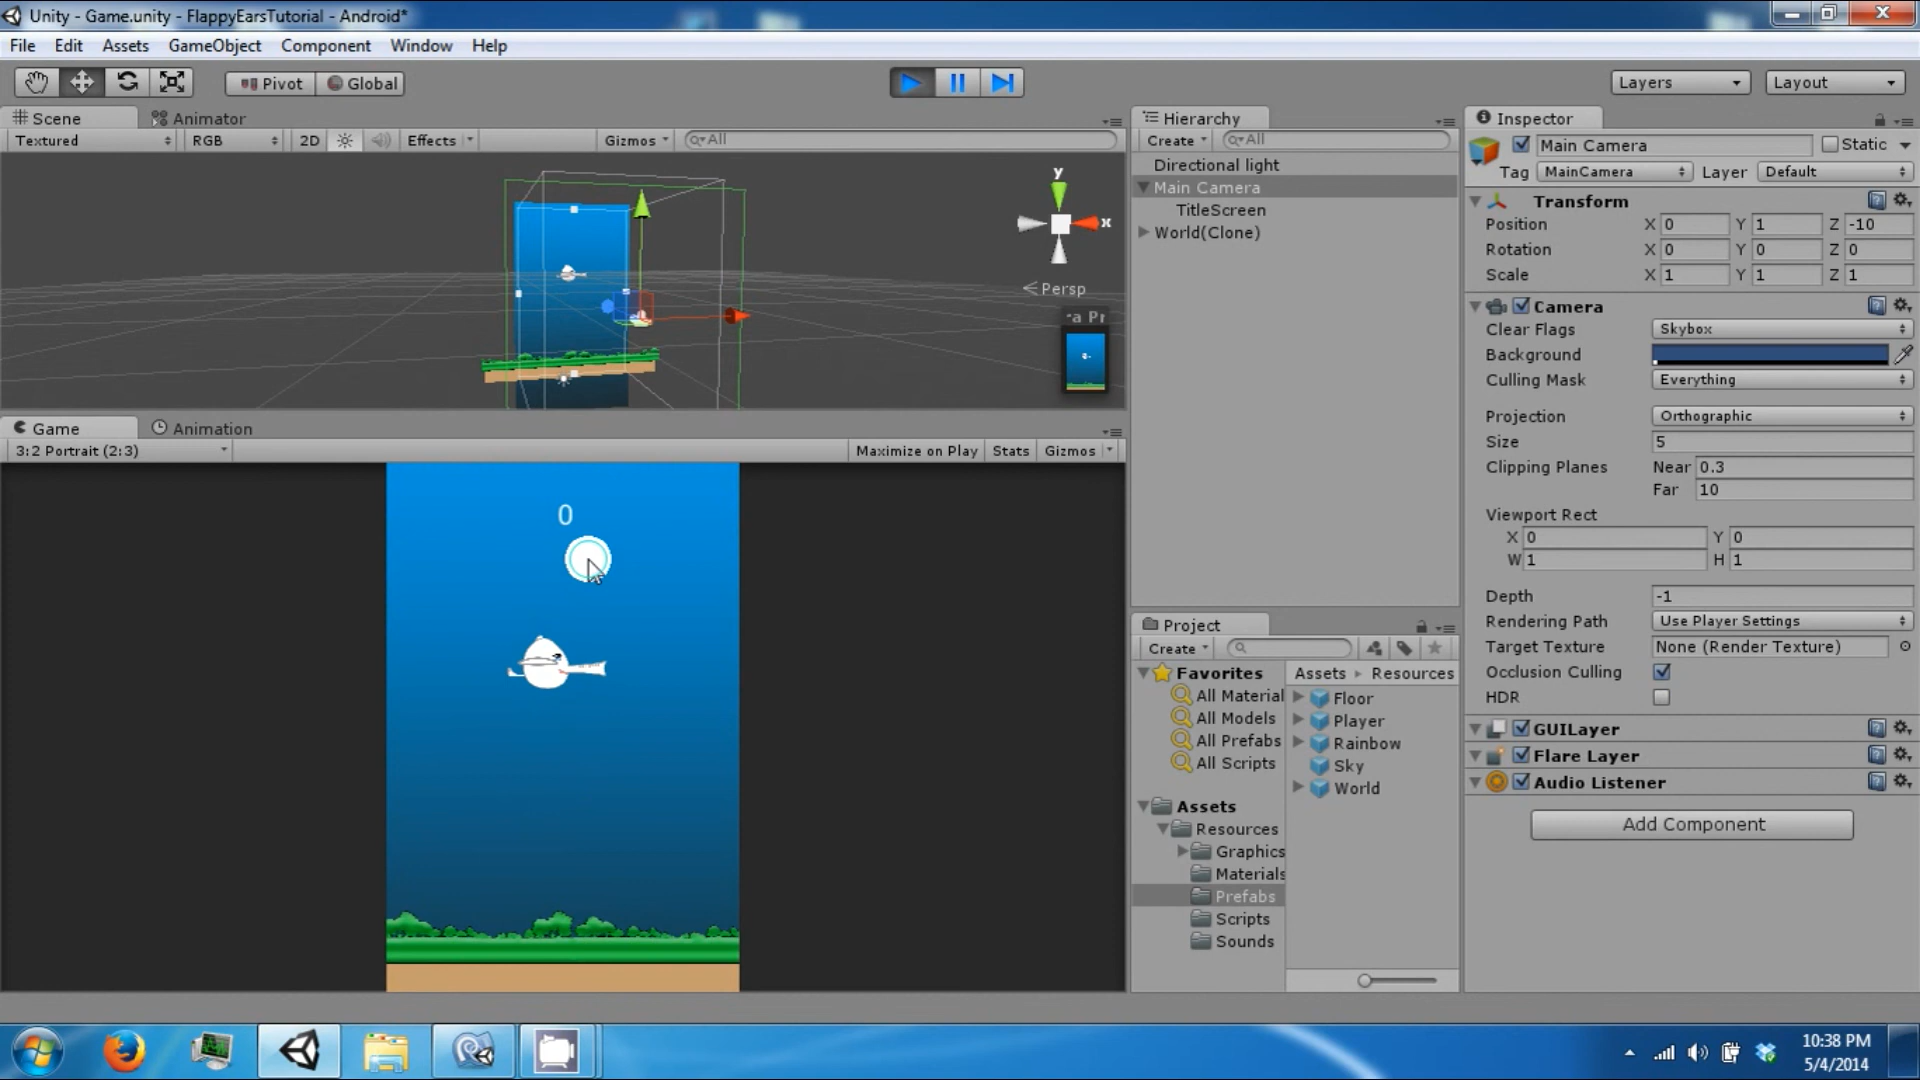 Unity - Game.unity - FlappyEarsTutorial - Android*
File Edit Assets GameObject Component Window Help
Pivot Global
Layers Layout
Scene Animator
Textured RGB 2D Effects Gizmos All
y
x
Persp
a Pr
Game Animation
3:2 Portrait (2:3) Maximize on Play Stats Gizmos
0
Hierarchy
Create All
Directional light
Main Camera
TitleScreen
World(Clone)
Project
Create
Favorites
All Material
All Models
All Prefabs
All Scripts
Assets
Resources
Graphics
Materials
Prefabs
Scripts
Sounds
Assets Resources
Floor
Player
Rainbow
Sky
World
Inspector
Main Camera Static
Tag MainCamera Layer Default
Transform
Position X 0 Y 1 Z -10
Rotation X 0 Y 0 Z 0
Scale X 1 Y 1 Z 1
Camera
Clear Flags Skybox
Background
Culling Mask Everything
Projection Orthographic
Size 5
Clipping Planes Near 0.3
Far 10
Viewport Rect
X 0 Y 0
W 1 H 1
Depth -1
Rendering Path Use Player Settings
Target Texture None (Render Texture)
Occlusion Culling
HDR
GUILayer
Flare Layer
Audio Listener
Add Component
10:38 PM
5/4/2014